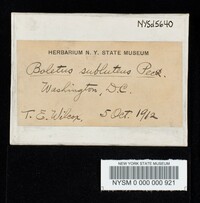 NYSd5640
HERBARIUM N. Y. STATE MUSEUM
Boletus subluteus Peck.
Washington, D.C.
T. E. Wilcox, 5 Oct. 1912
NEW YORK STATE MUSEUM
NYSM 0 000 000 921